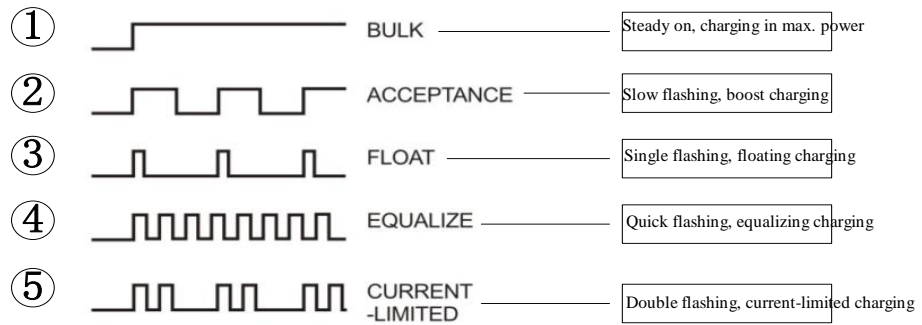 ① BULK Steady on, charging in max. power
② ACCEPTANCE Slow flashing, boost charging
③ FLOAT Single flashing, floating charging
④ EQUALIZE Quick flashing, equalizing charging
⑤ CURRENT
-LIMITED Double flashing, current-limited charging